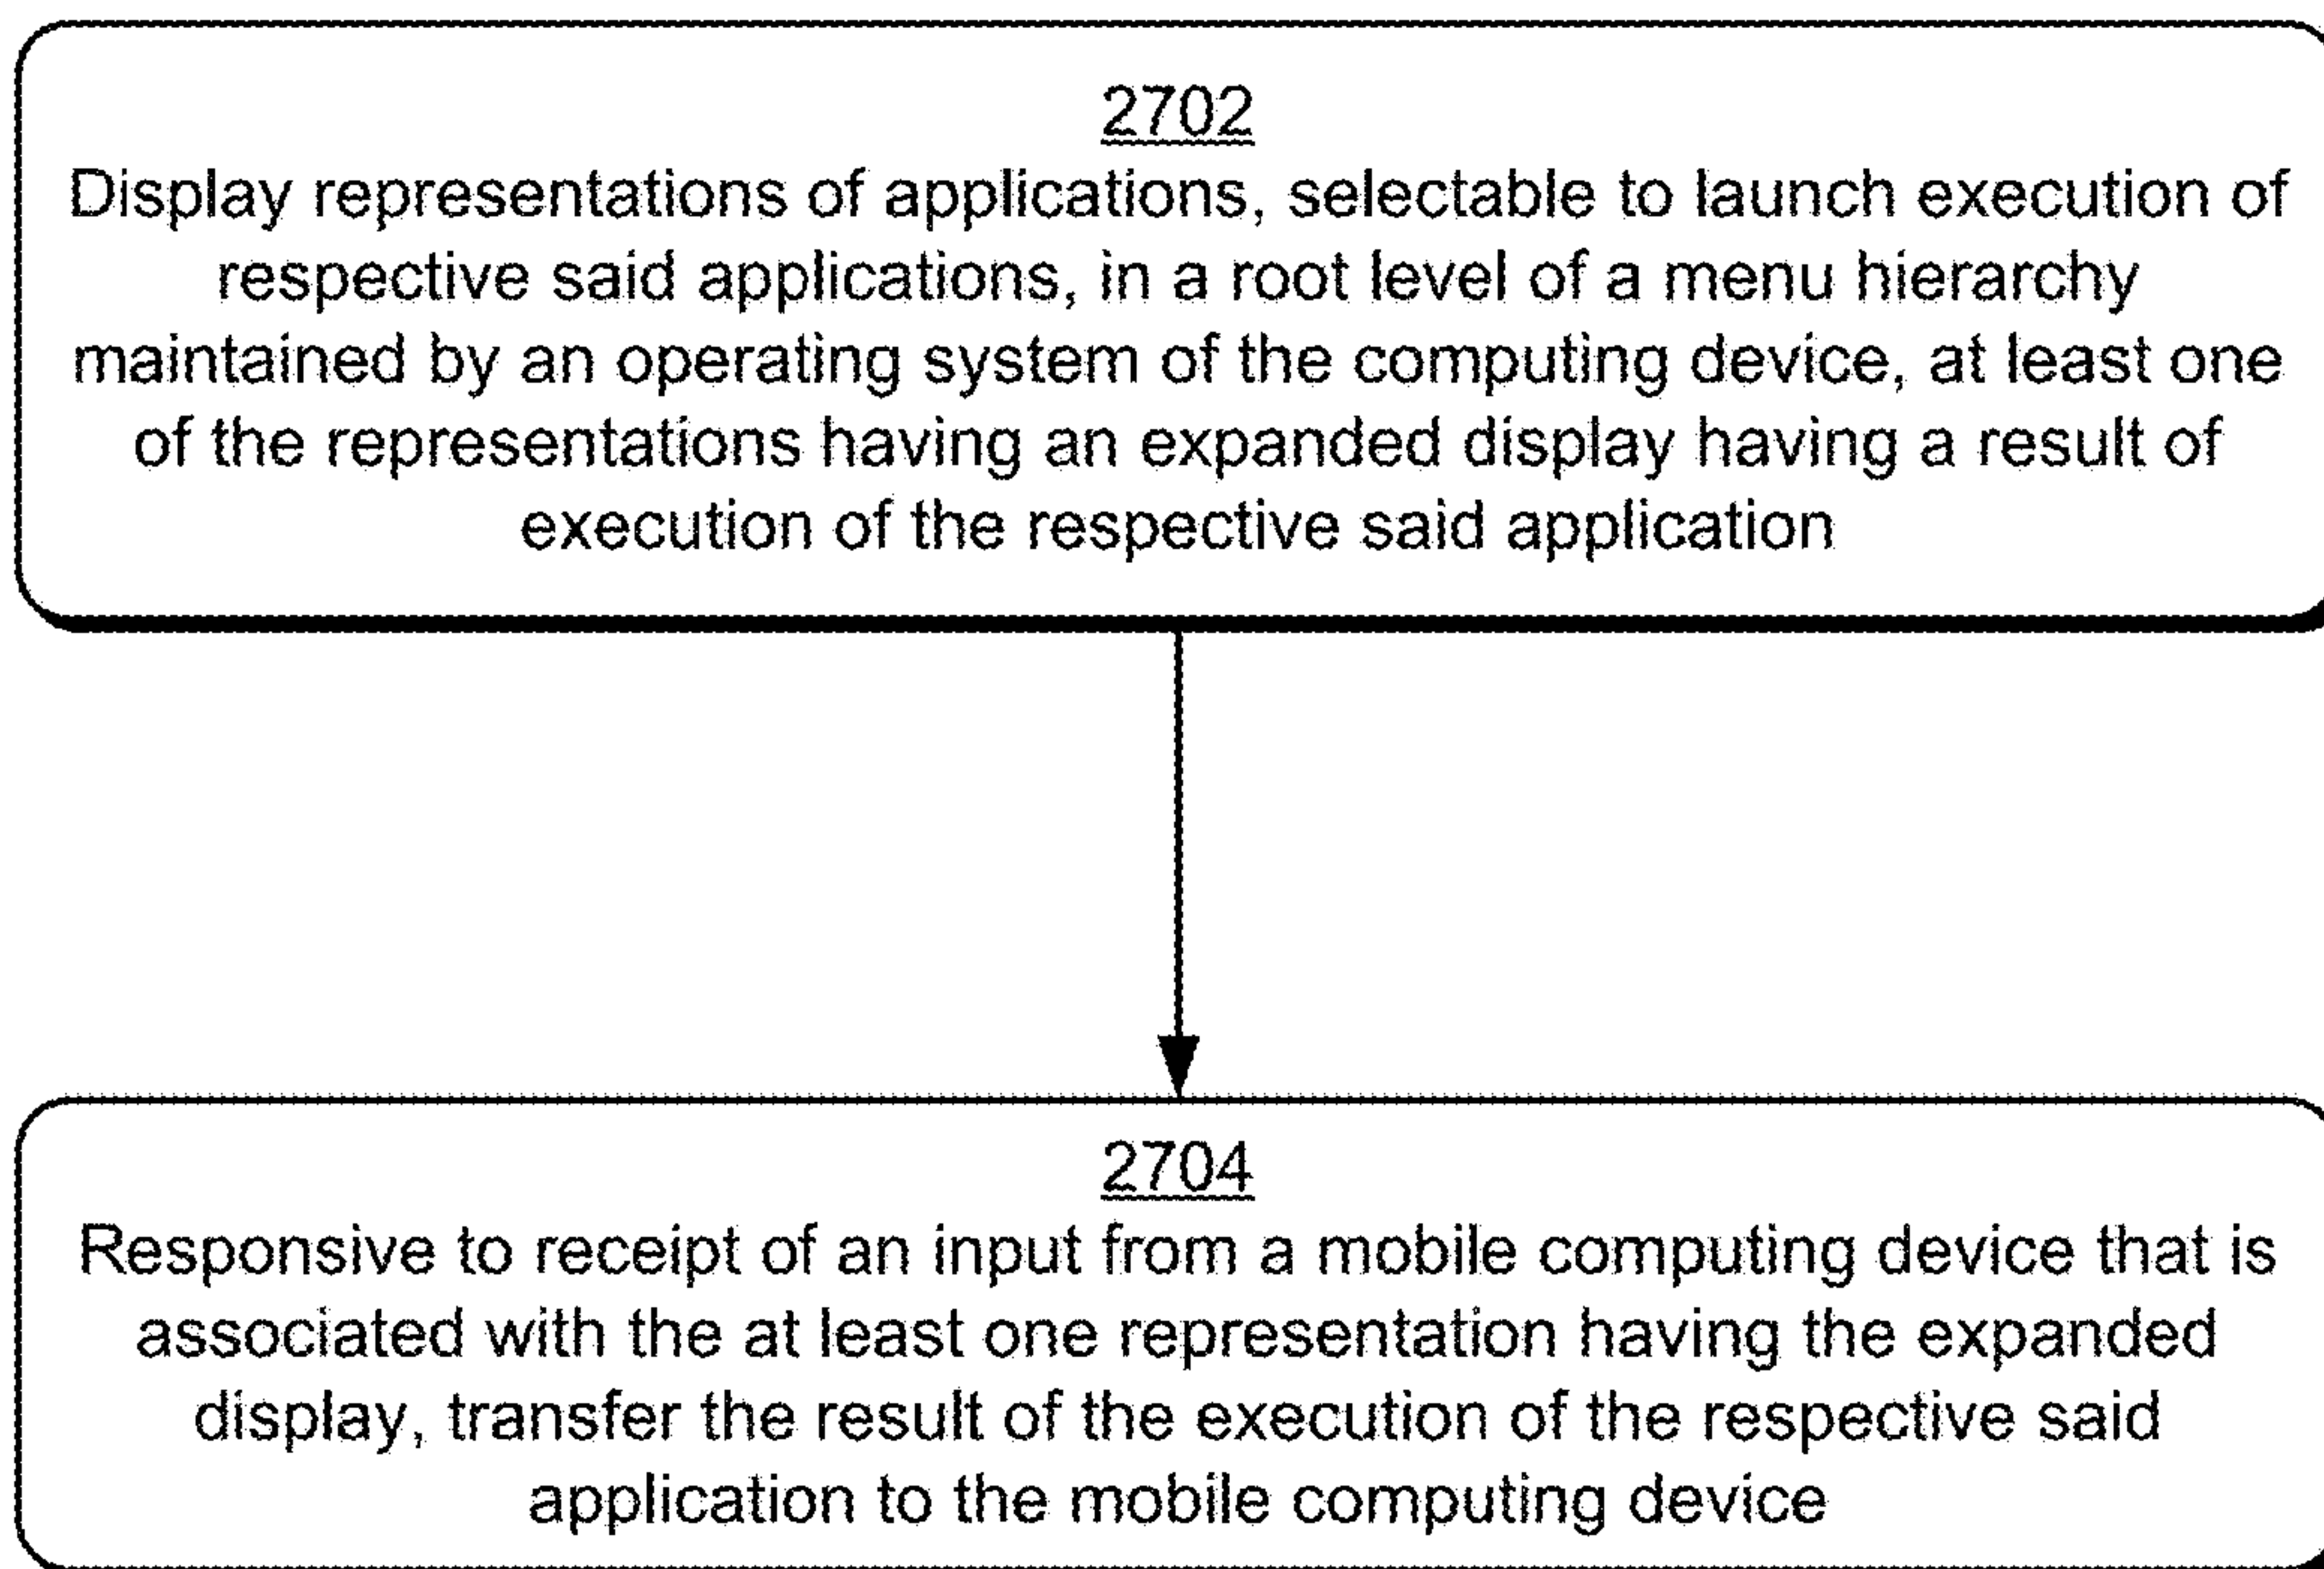 2702
Display representations of applications, selectable to launch execution of
respective said applications, in a root level of a menu hierarchy
maintained by an operating system of the computing device, at least one
of the representations having an expanded display having a result of
execution of the respective said application
2704
Responsive to receipt of an input from a mobile computing device that is
associated with the at least one representation having the expanded
display, transfer the result of the execution of the respective said
application to the mobile computing device